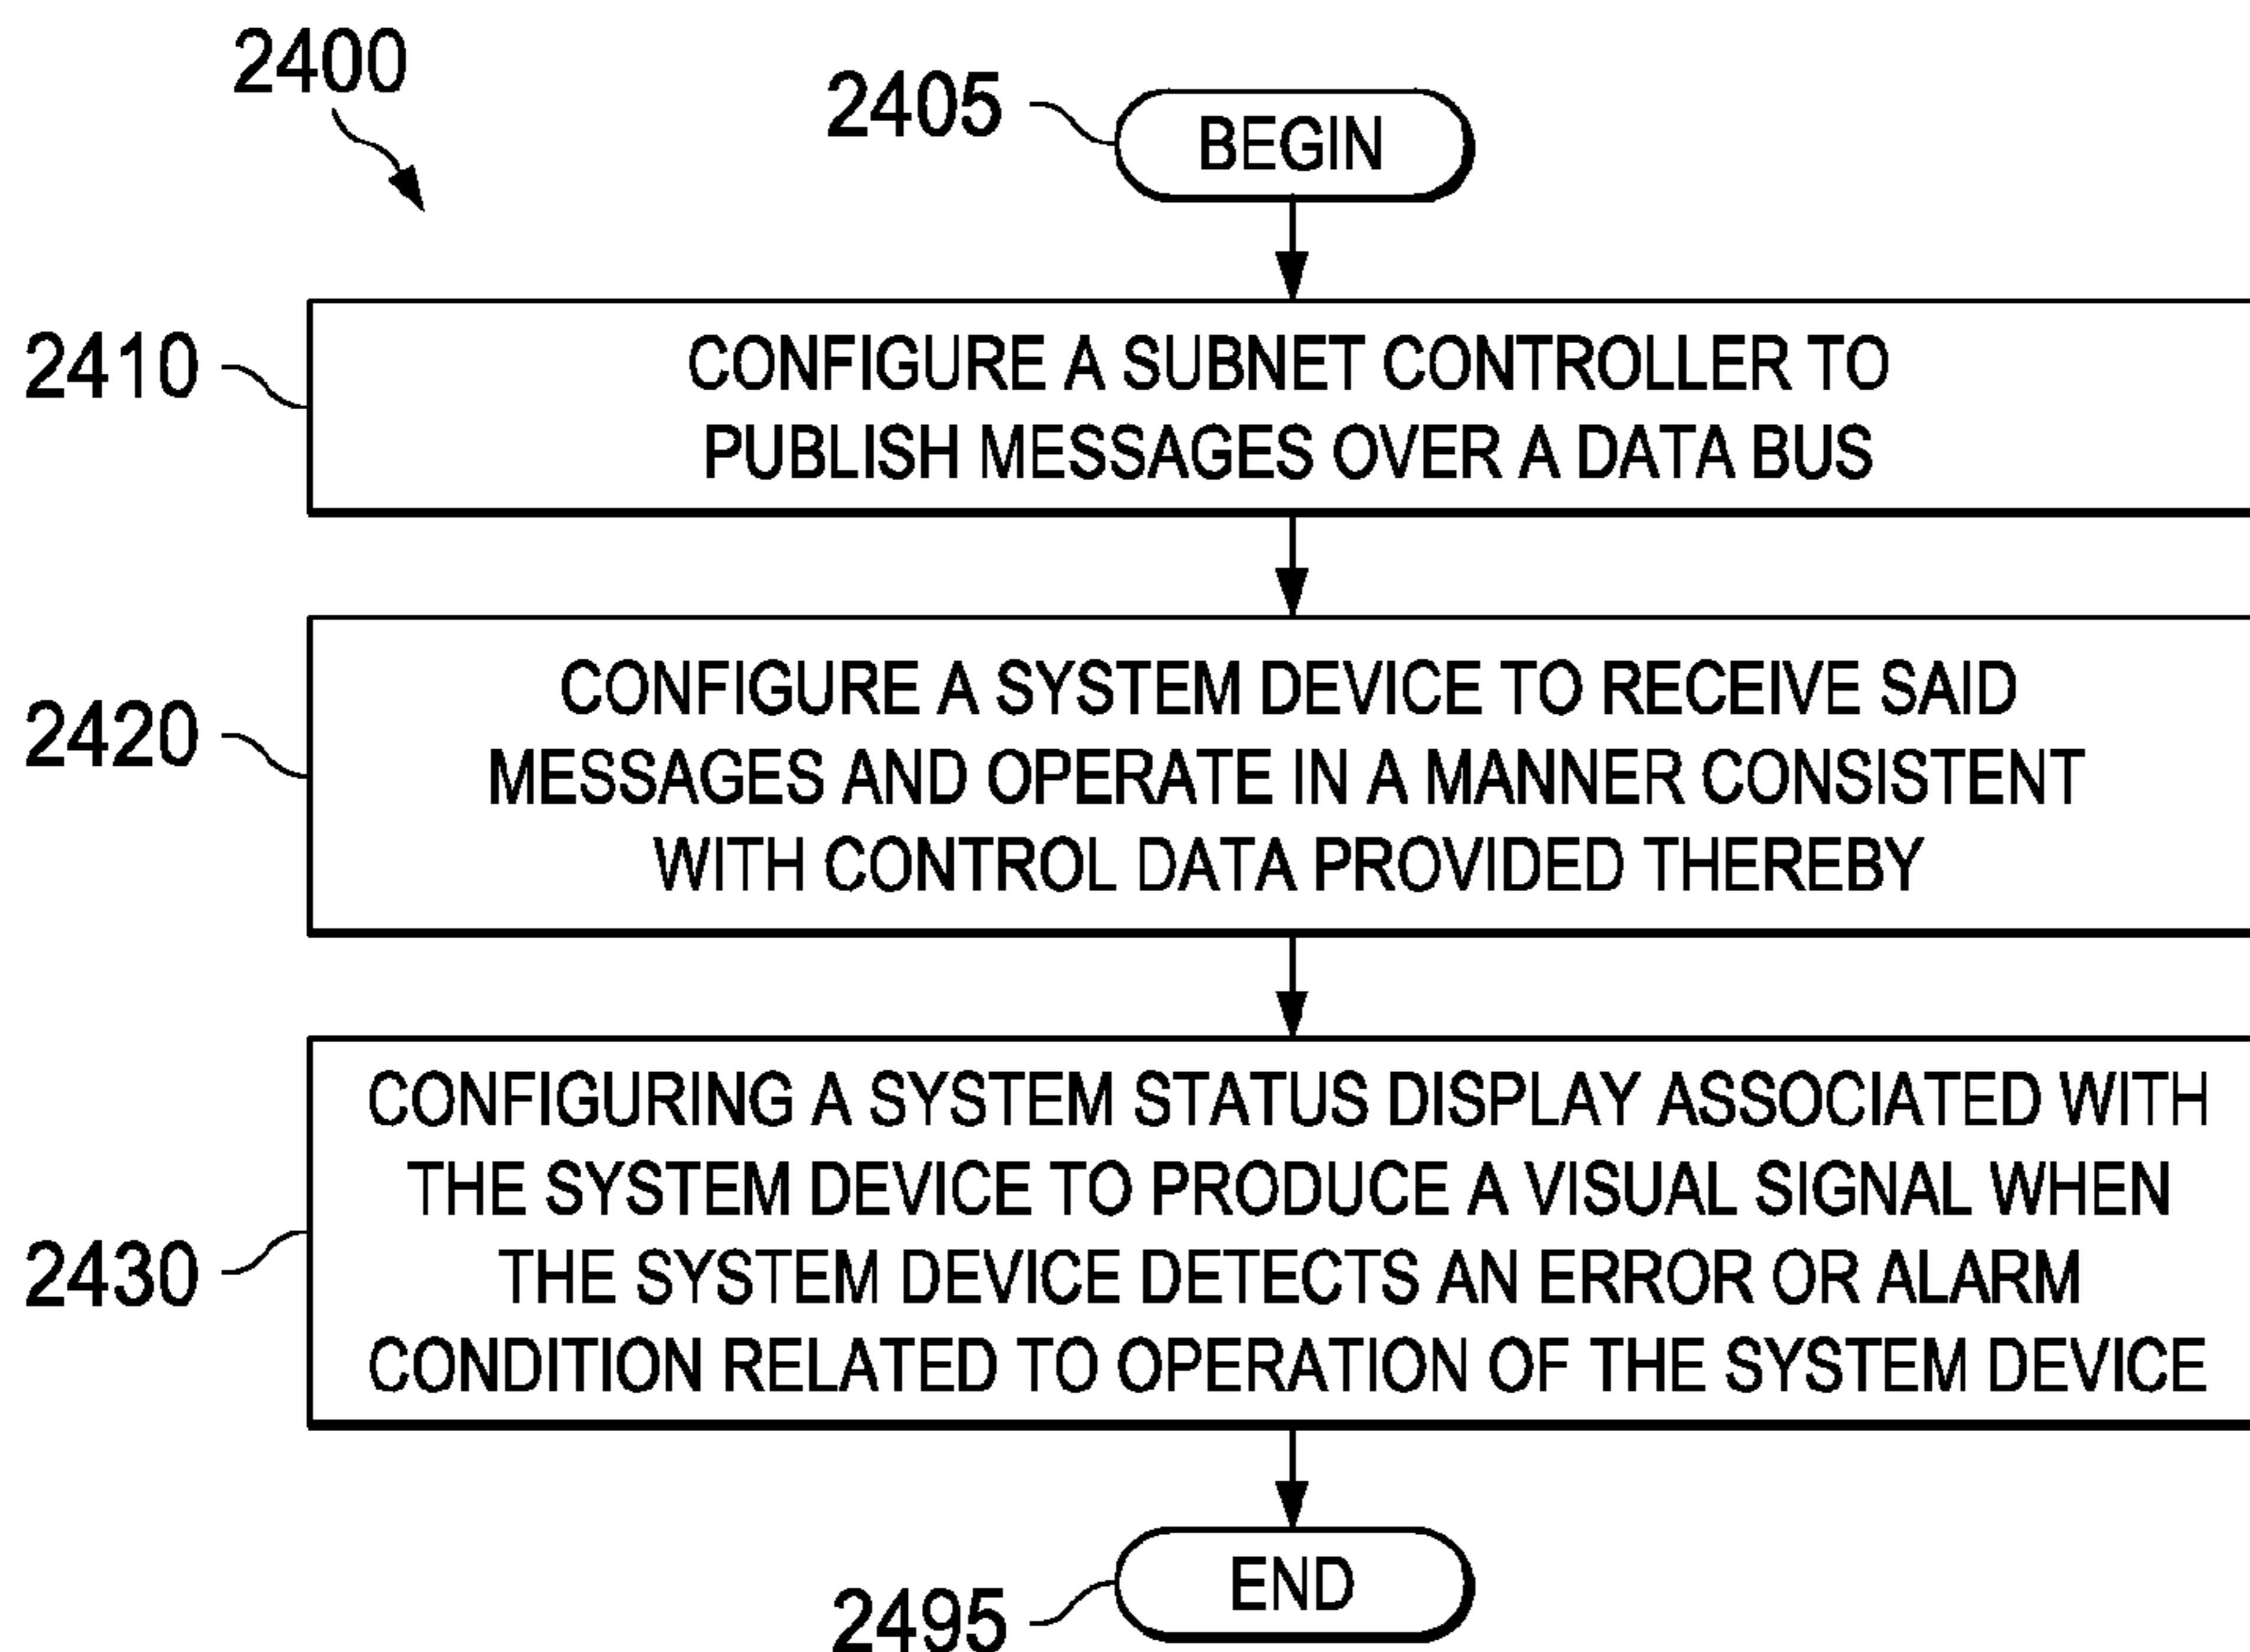 2400
2405
BEGIN
2410
CONFIGURE A SUBNET CONTROLLER TO
PUBLISH MESSAGES OVER A DATA BUS
2420
CONFIGURE A SYSTEM DEVICE TO RECEIVE SAID
MESSAGES AND OPERATE IN A MANNER CONSISTENT
WITH CONTROL DATA PROVIDED THEREBY
2430
CONFIGURING A SYSTEM STATUS DISPLAY ASSOCIATED WITH
THE SYSTEM DEVICE TO PRODUCE A VISUAL SIGNAL WHEN
THE SYSTEM DEVICE DETECTS AN ERROR OR ALARM
CONDITION RELATED TO OPERATION OF THE SYSTEM DEVICE
END
2495